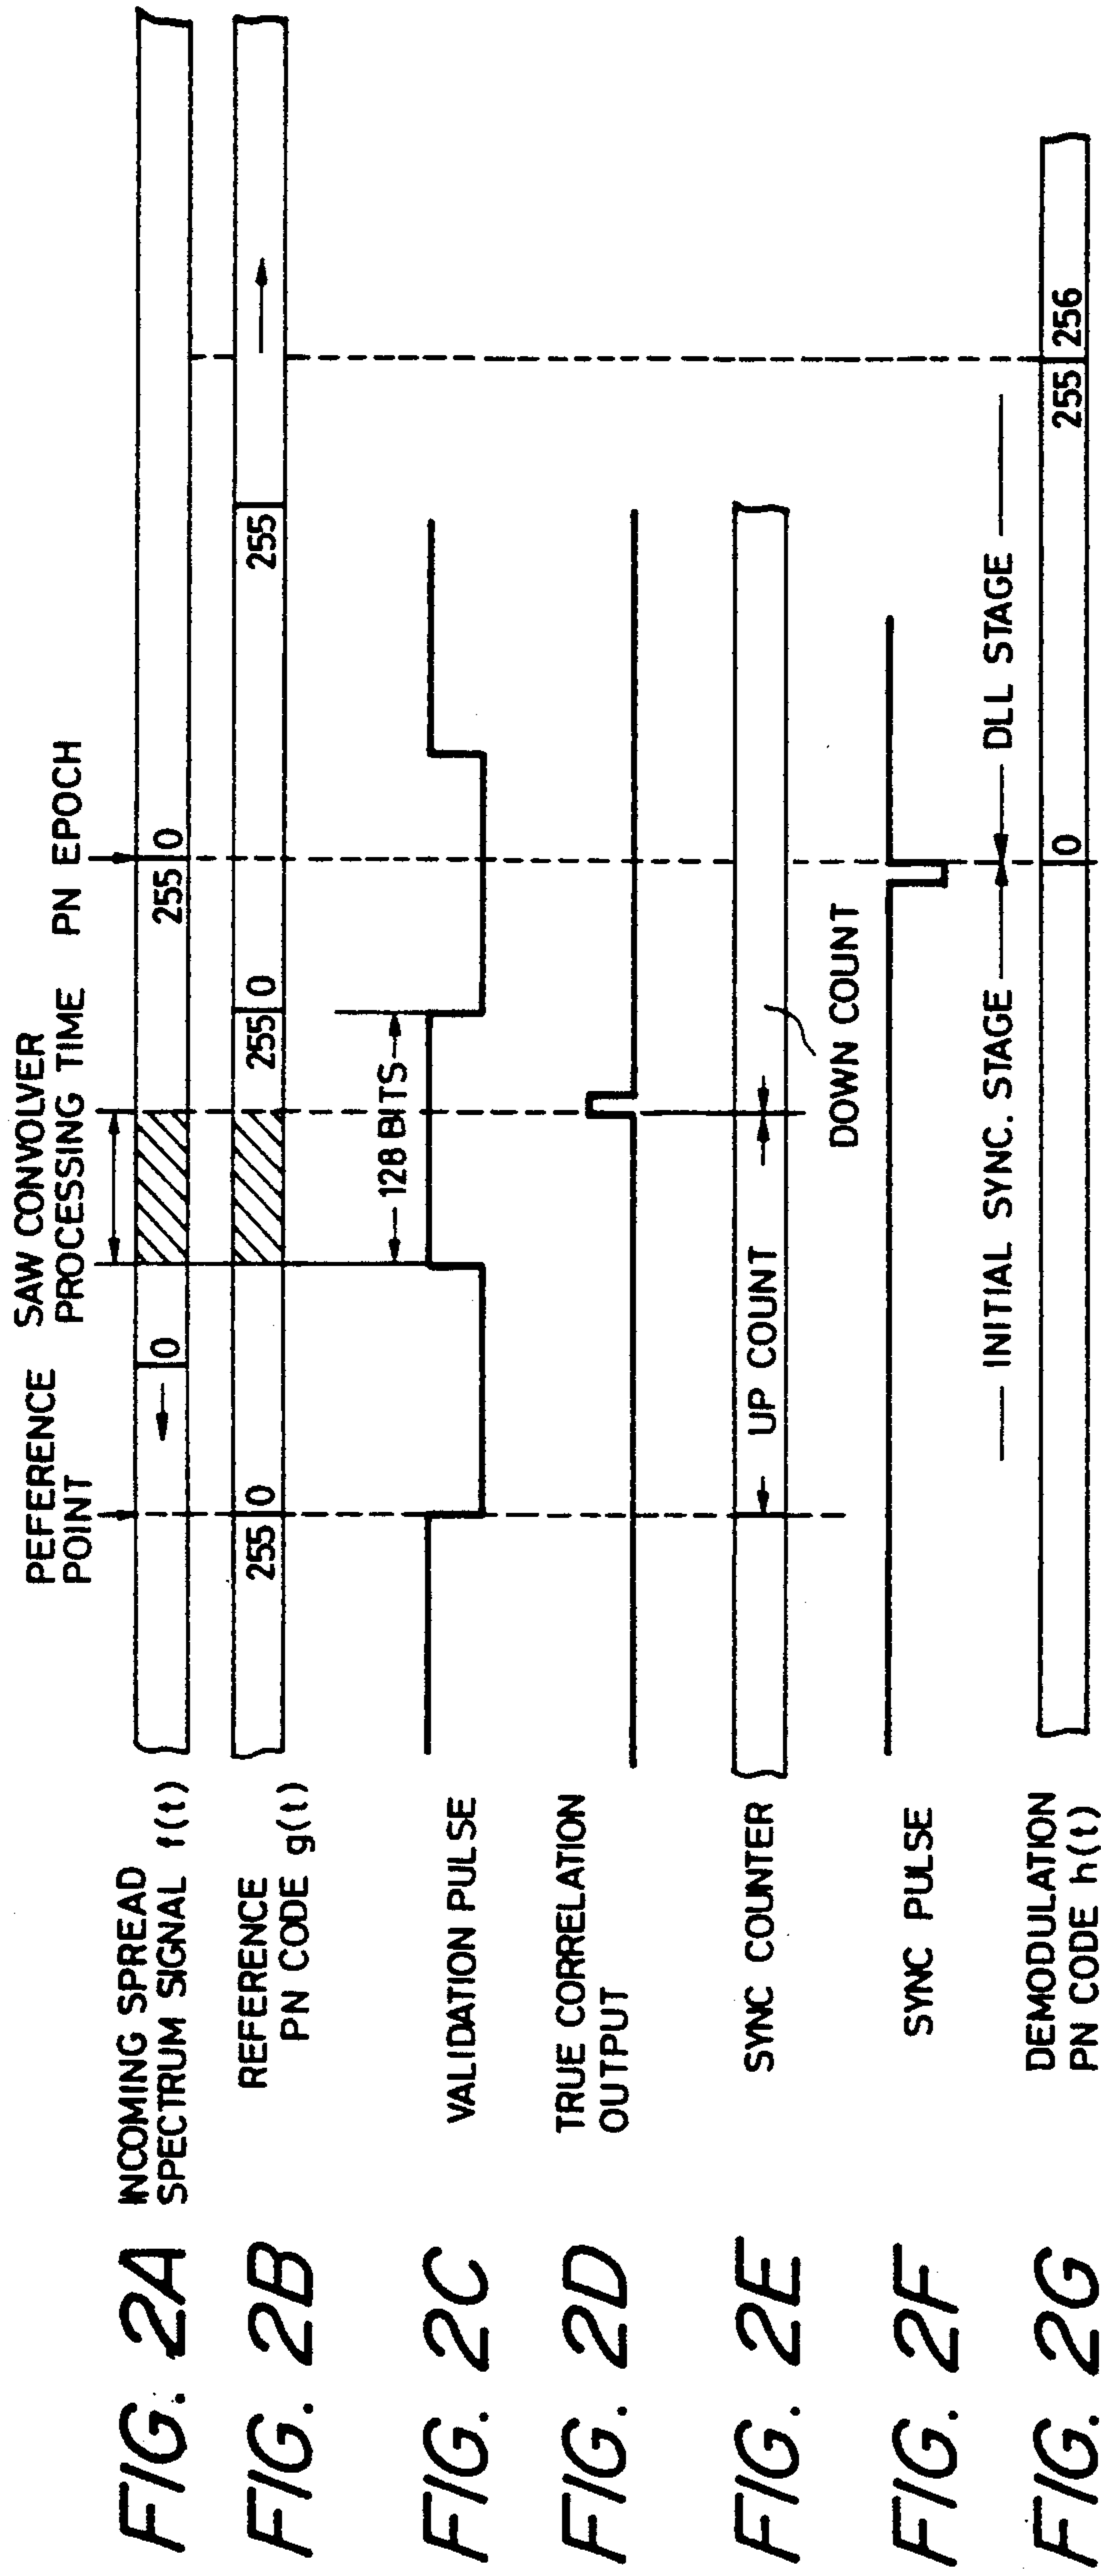 PEFERENCE
POINT
SAW CONVOLVER
PROCESSING TIME
PN EPOCH
FIG. 2A
INCOMING SPREAD
SPECTRUM SIGNAL f(t)
0
255 0
FIG. 2B
REFERENCE
PN CODE g(t)
255 0
255 0
255
FIG. 2C
VALIDATION PULSE
128 BITS
FIG. 2D
TRUE CORRELATION
OUTPUT
FIG. 2E
SYNC COUNTER
UP COUNT
DOWN COUNT
FIG. 2F
SYNC PULSE
INITIAL SYNC. STAGE
DLL STAGE
FIG. 2G
DEMODULATION
PN CODE h(t)
0
255 256